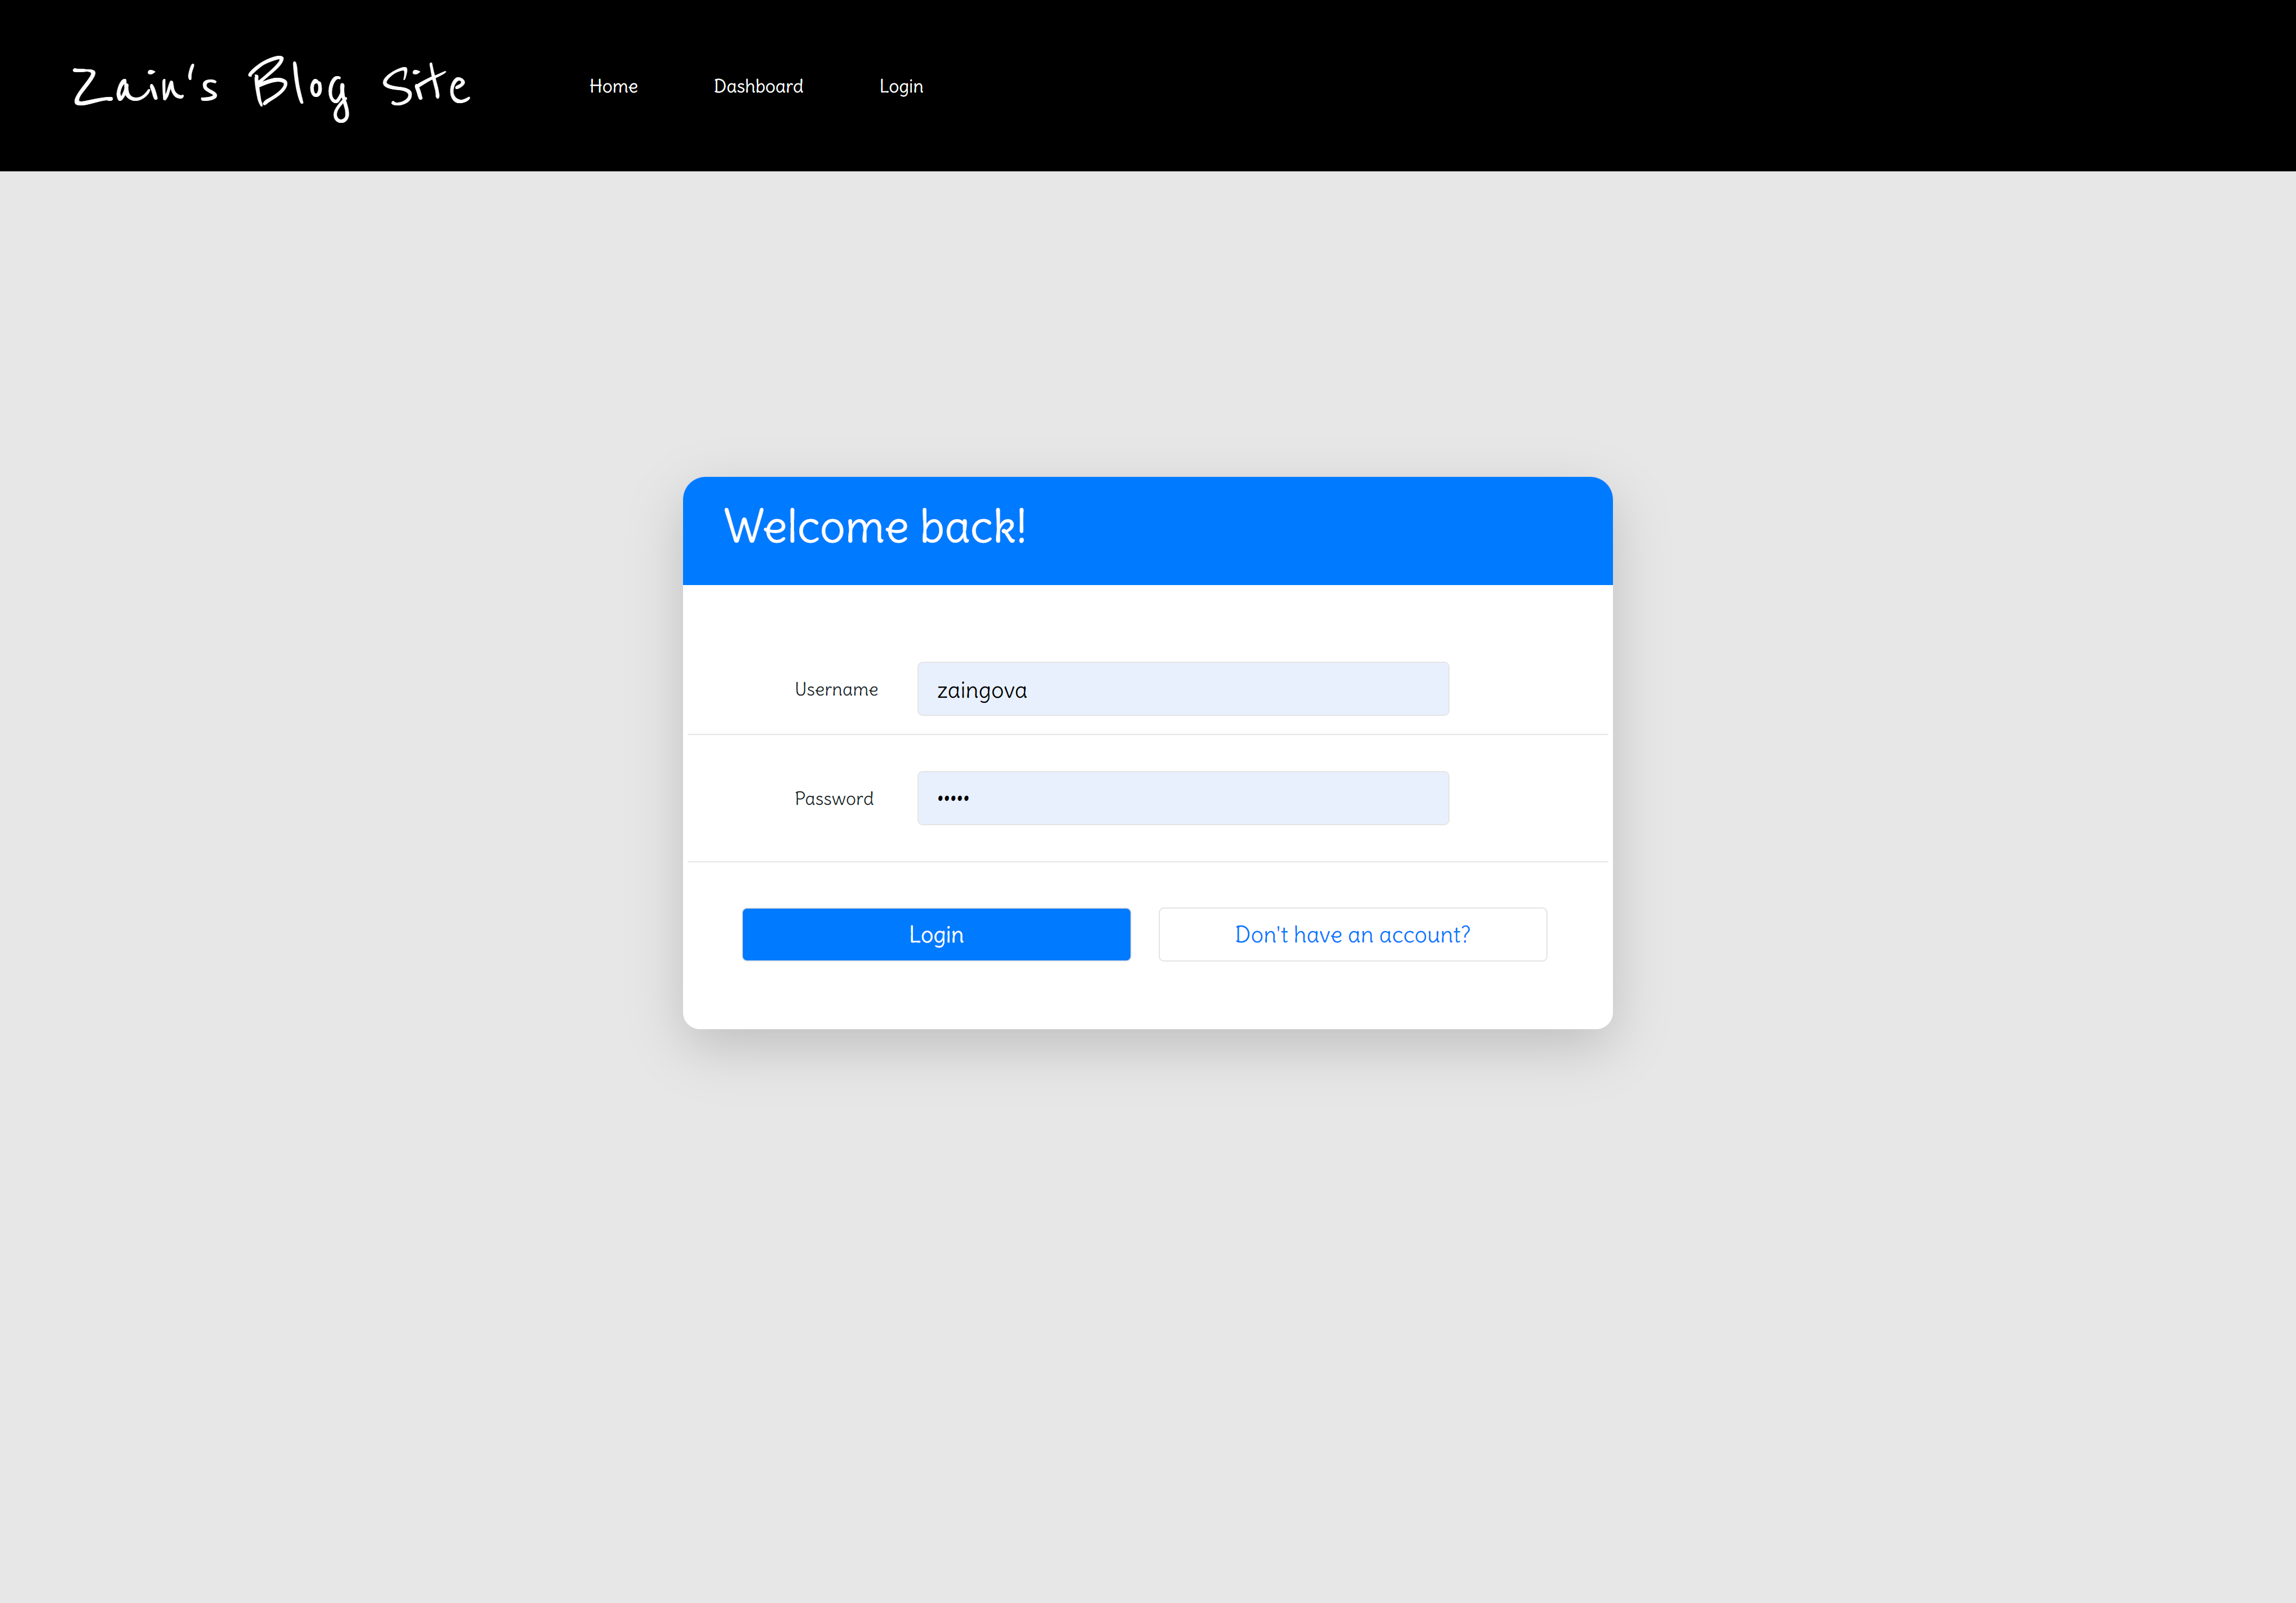 Zain's Blog Site
Home Dashboard Login
Welcome back!
Username zaingova
Password •••••
Login Don't have an account?